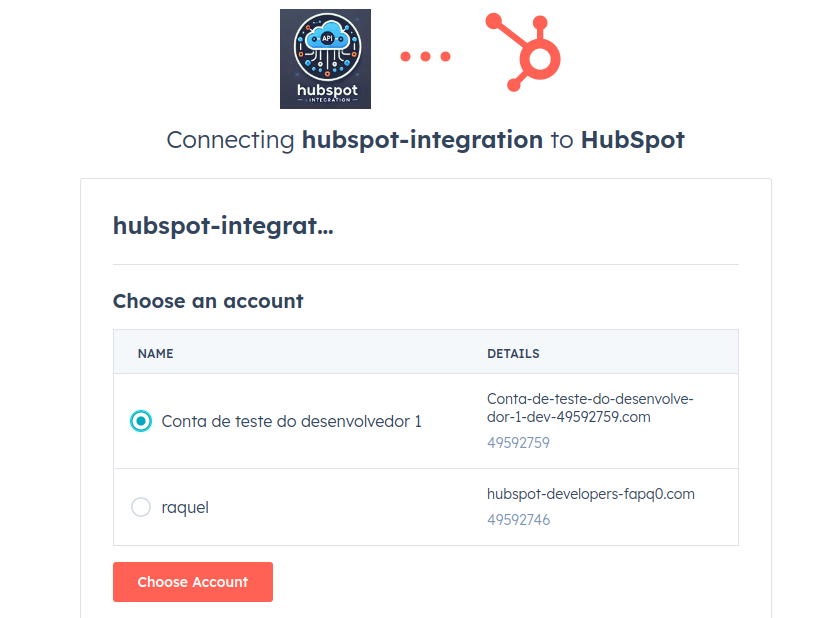 API
hubspot
INTEGRATION
Connecting hubspot-integration to HubSpot
hubspot-integrat...
Choose an account
NAME DETAILS
Conta de teste do desenvolvedor 1
Conta-de-teste-do-desenvolve-
dor-1-dev-49592759.com
49592759
raquel
hubspot-developers-fapq0.com
49592746
Choose Account